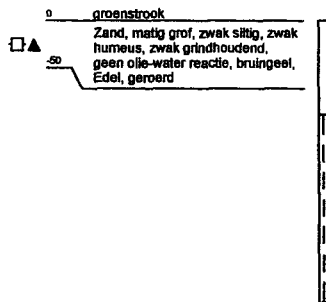 0 groenstrook
Zand, matig grof, zwak siltig, zwak
humeus, zwak grindhoudend,
-50 geen olie-water reactie, bruingeel,
Edel, geroerd